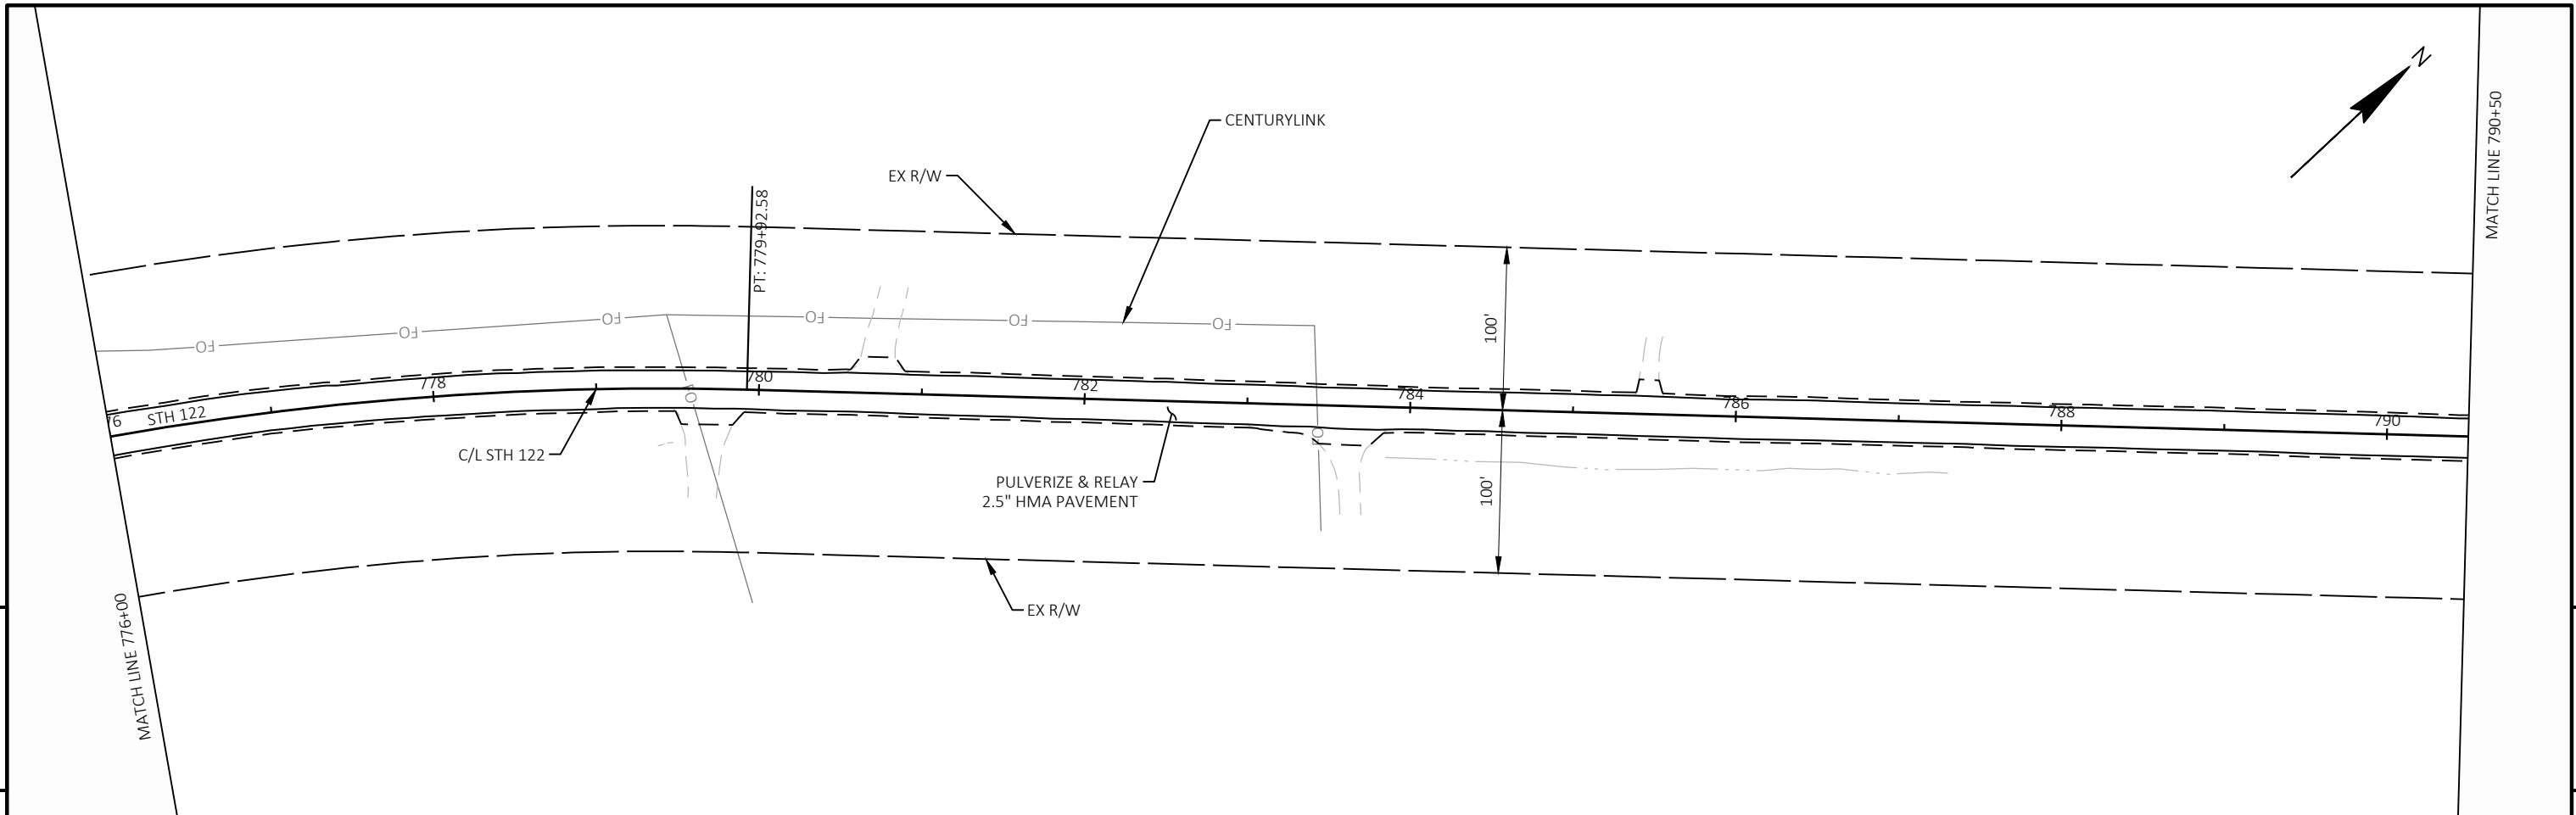 N
MATCH LINE 790+50
CENTURYLINK
EX R/W
PT: 779+92.58
FO
FO
FO
FO
FO
FO
100'
76
STH 122
778
780
782
784
786
788
790
FO
FO
C/L STH 122
PULVERIZE & RELAY
2.5" HMA PAVEMENT
100'
EX R/W
MATCH LINE 776+00